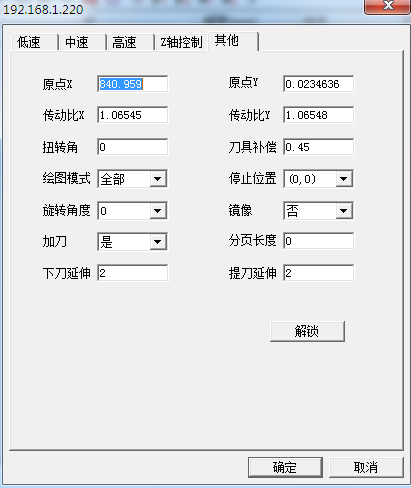 192.168.1.220
低速 中速 高速 Z轴控制 其他
原点X 840.959 原点Y 0.0234636
传动比X 1.06545 传动比Y 1.06548
扭转角 0 刀具补偿 0.45
绘图模式 全部 停止位置 (0,0)
旋转角度 0 镜像 否
加刀 是 分页长度 0
下刀延伸 2 提刀延伸 2
解锁
确定 取消